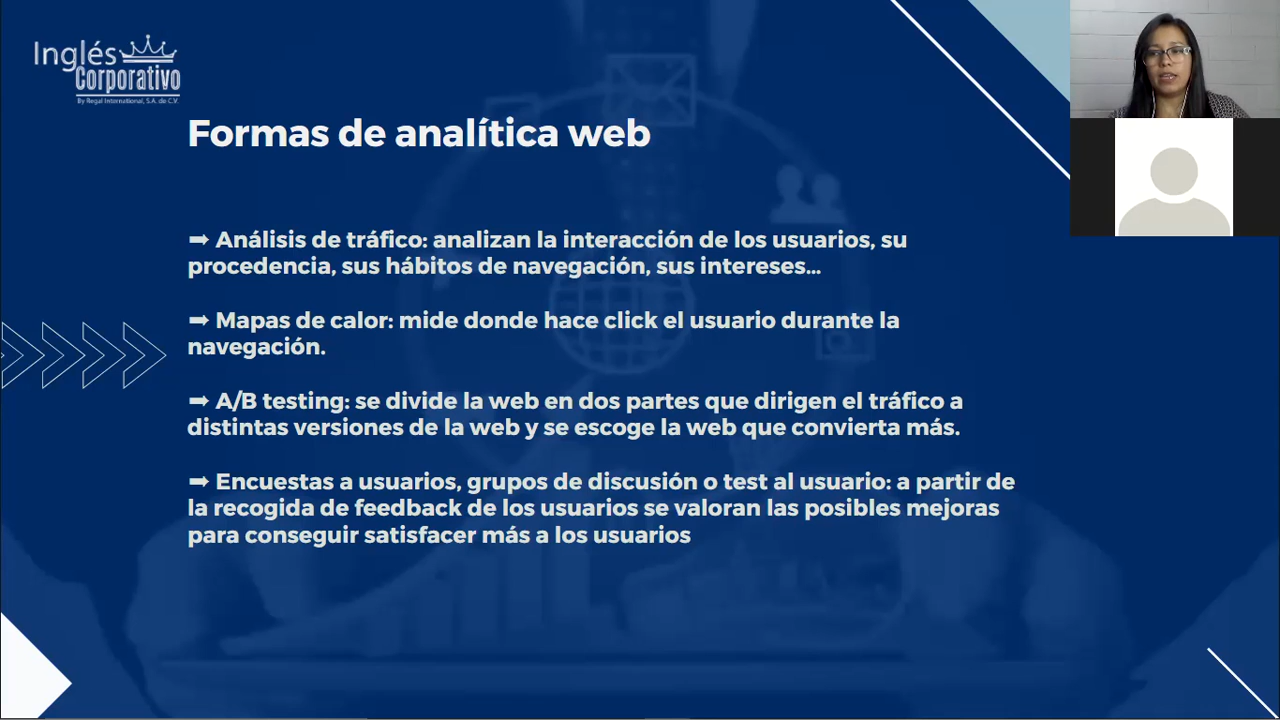 Inglés
Corporativo
By Regal International, S.A. de C.V.
Formas de analítica web
➡ Análisis de tráfico: analizan la interacción de los usuarios, su
procedencia, sus hábitos de navegación, sus intereses...
➡ Mapas de calor: mide donde hace click el usuario durante la
navegación.
➡ A/B testing: se divide la web en dos partes que dirigen el tráfico a
distintas versiones de la web y se escoge la web que convierta más.
➡ Encuestas a usuarios, grupos de discusión o test al usuario: a partir de
la recogida de feedback de los usuarios se valoran las posibles mejoras
para conseguir satisfacer más a los usuarios